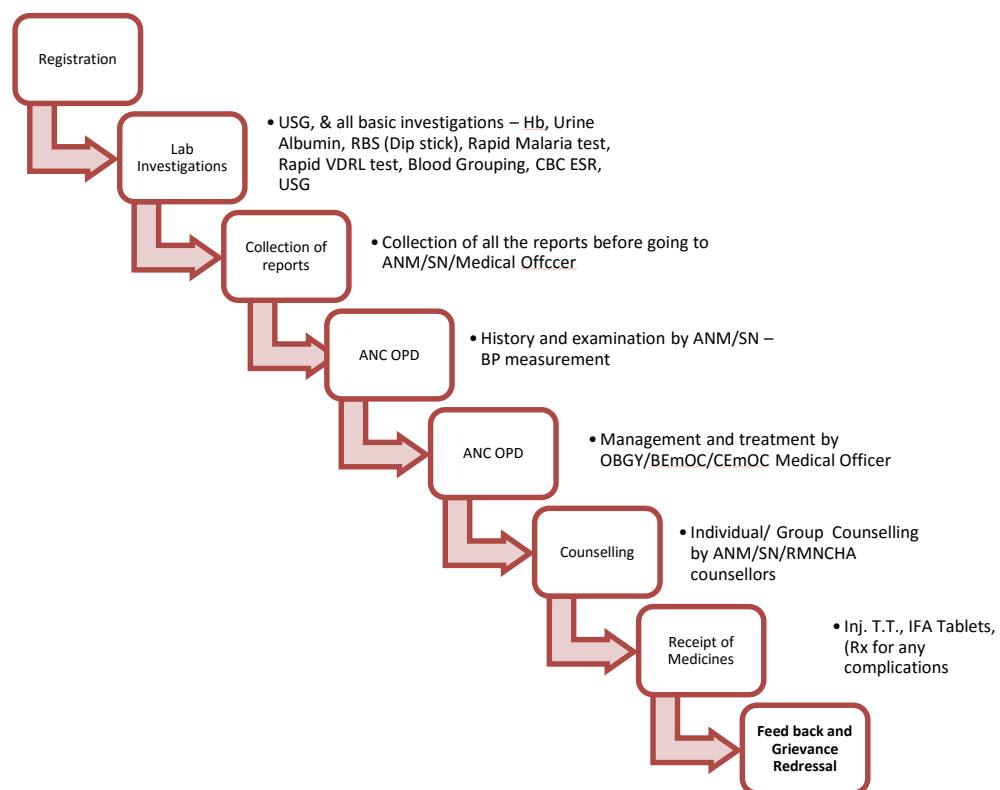 Registration
Lab
Investigations
• USG, & all basic investigations – Hb, Urine
Albumin, RBS (Dip stick), Rapid Malaria test,
Rapid VDRL test, Blood Grouping, CBC ESR,
USG
Collection of
reports
• Collection of all the reports before going to
ANM/SN/Medical Offccer
ANC OPD
• History and examination by ANM/SN –
BP measurement
ANC OPD
• Management and treatment by
OBGY/BEmOC/CEmOC Medical Officer
Counselling
• Individual/ Group Counselling
by ANM/SN/RMNCHA
counsellors
Receipt of
Medicines
• Inj. T.T., IFA Tablets,
(Rx for any
complications
Feed back and
Grievance
Redressal